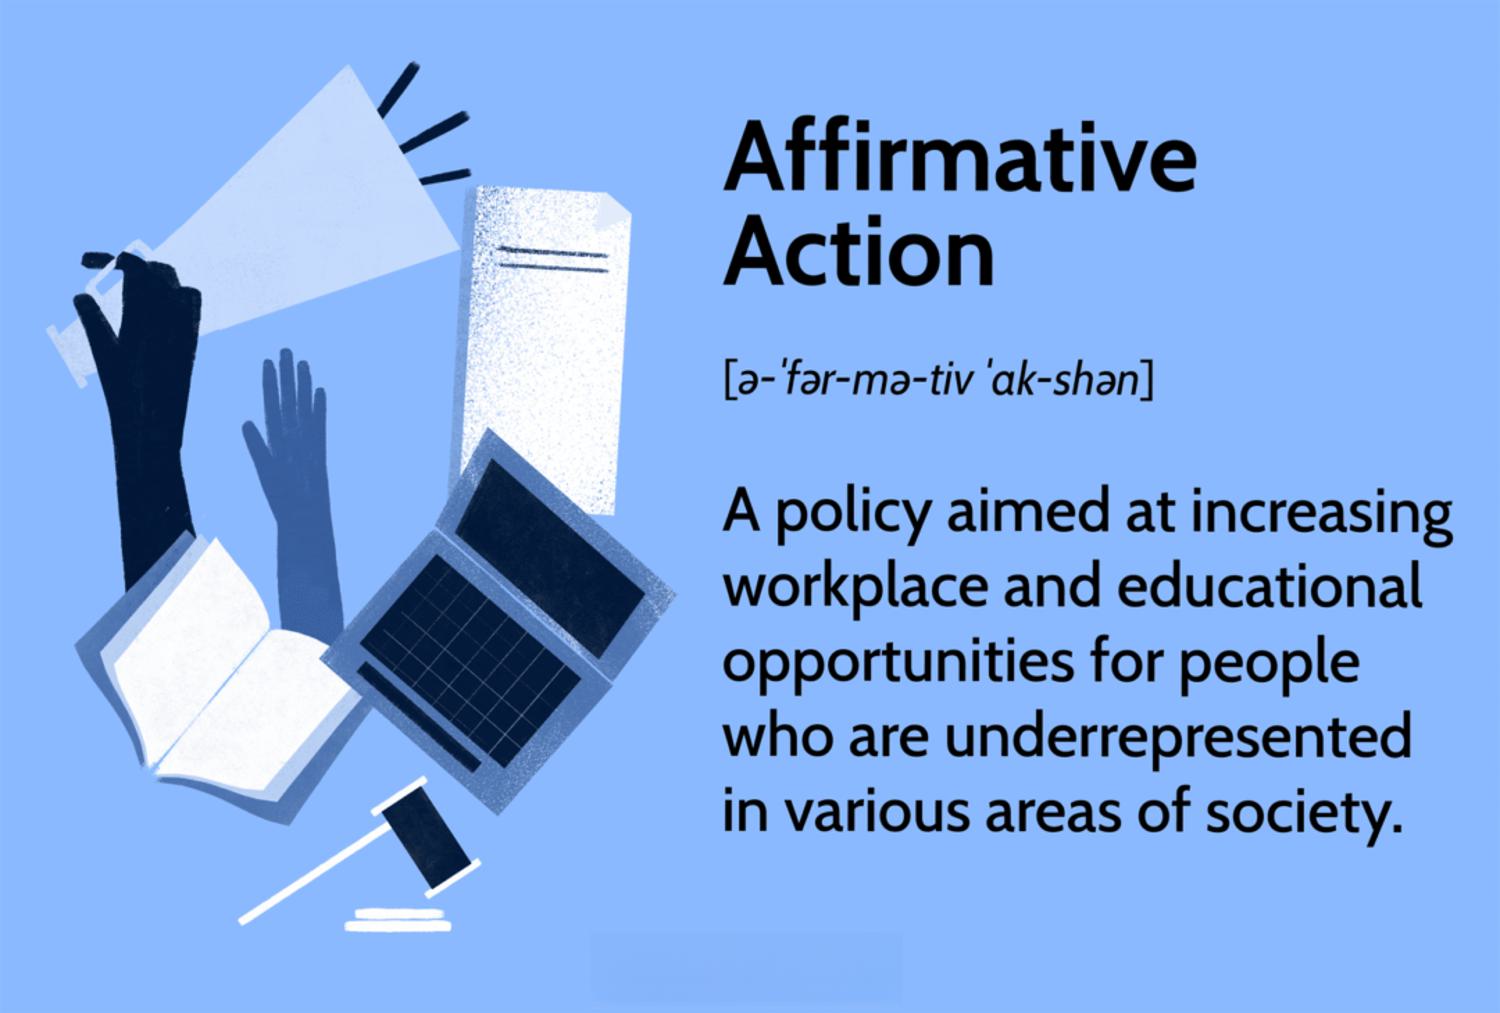 Affirmative
Action
[ə-ˈfər-mə-tiv ˈak-shən]
A policy aimed at increasing
workplace and educational
opportunities for people
who are underrepresented
in various areas of society.